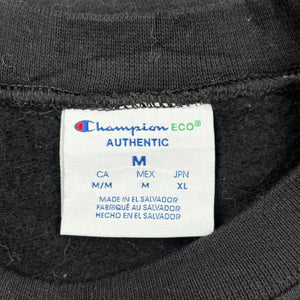 Champion ECO®
AUTHENTIC
M
CA MEX JPN
M/M M XL
MADE IN EL SALVADOR
FABRIQUÉ AU SALVADOR
HECHO EN EL SALVADOR